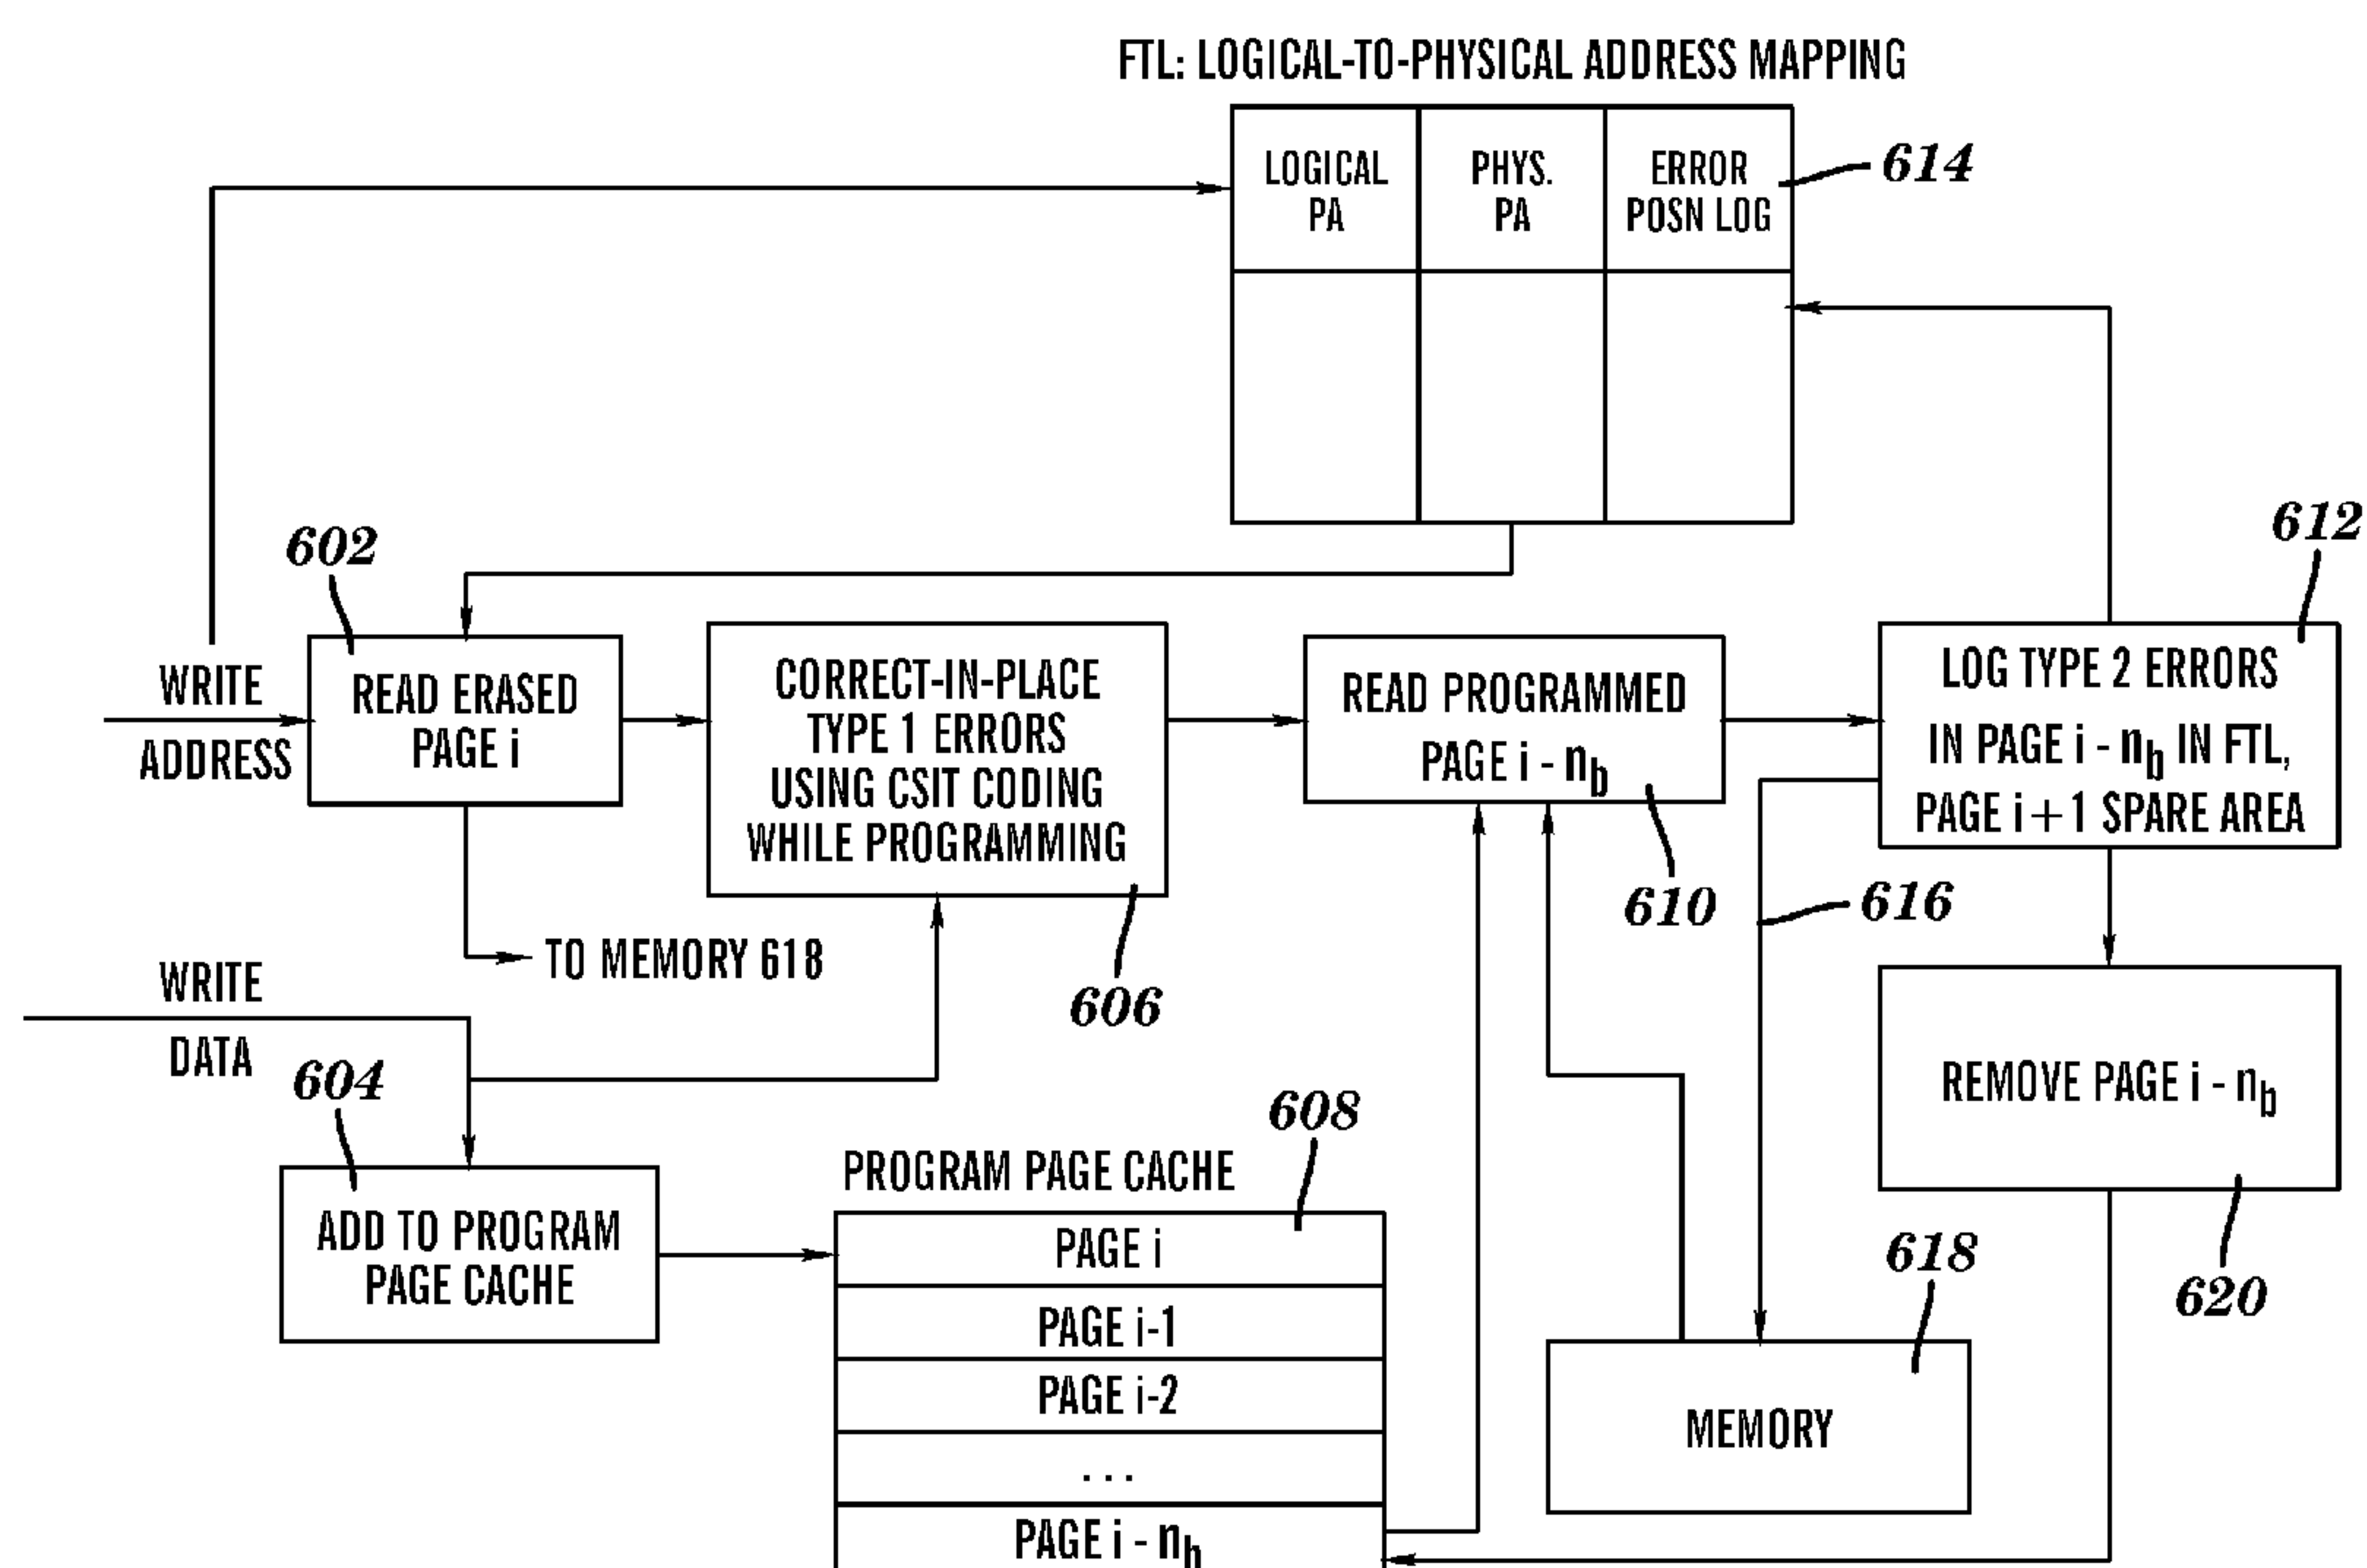 FTL: LOGICAL-TO-PHYSICAL ADDRESS MAPPING
LOGICAL
PA
PHYS.
PA
ERROR
POSN LOG
614
602
612
WRITE
ADDRESS
READ ERASED
PAGE i
CORRECT-IN-PLACE
TYPE 1 ERRORS
USING CSIT CODING
WHILE PROGRAMMING
READ PROGRAMMED
PAGE i - nb
LOG TYPE 2 ERRORS
IN PAGE i - nb IN FTL,
PAGE i+1 SPARE AREA
610
616
TO MEMORY 618
606
WRITE
DATA
604
608
REMOVE PAGE i - nb
ADD TO PROGRAM
PAGE CACHE
PROGRAM PAGE CACHE
PAGE i
PAGE i-1
PAGE i-2
...
PAGE i - nb
618
620
MEMORY